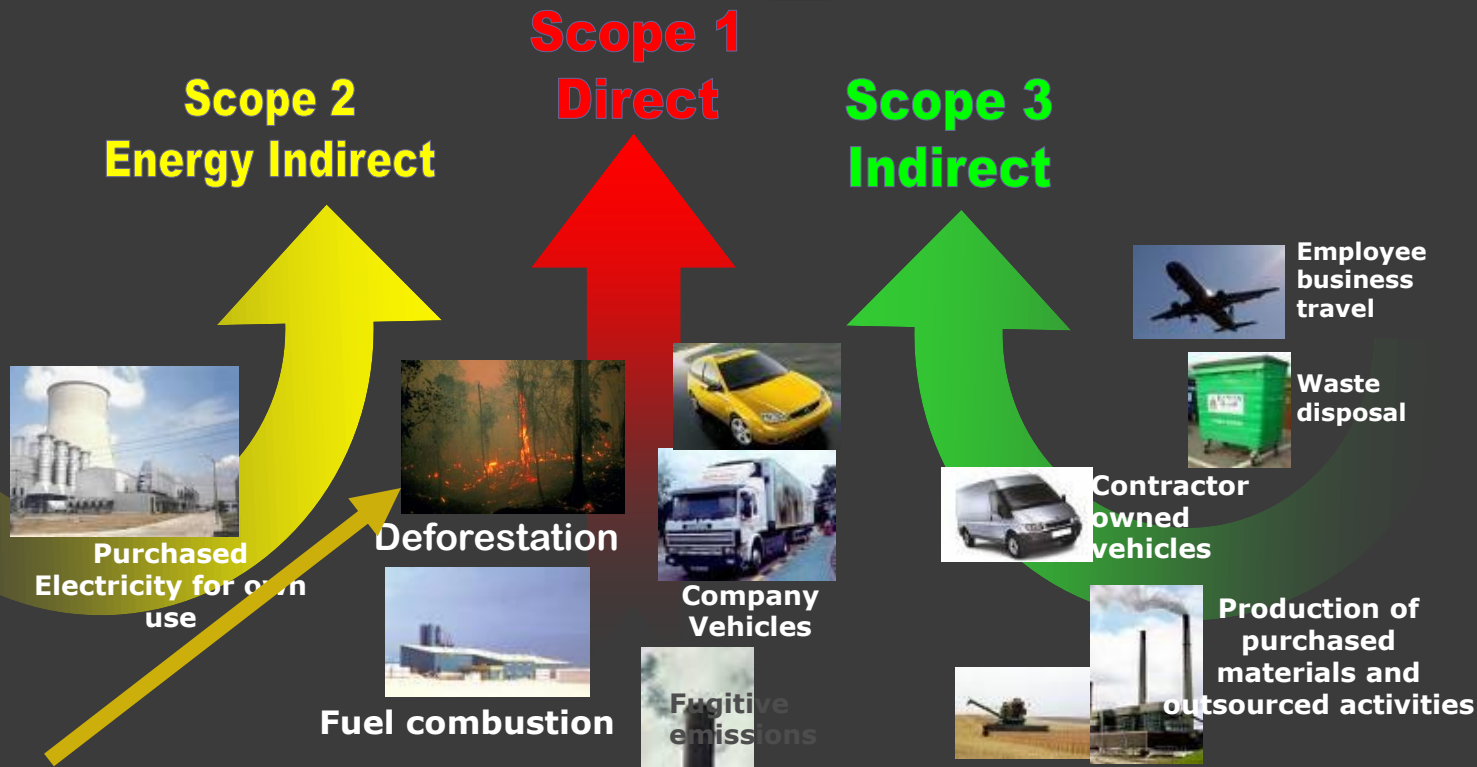 Scope 1
Direct
Scope 2
Energy Indirect
Scope 3
Indirect
Employee
business
travel
Waste
disposal
Contractor
owned
vehicles
Purchased
Electricity for own
use
Deforestation
Company
Vehicles
Fuel combustion
Fugitive
emissions
Production of
purchased
materials and
outsourced activities